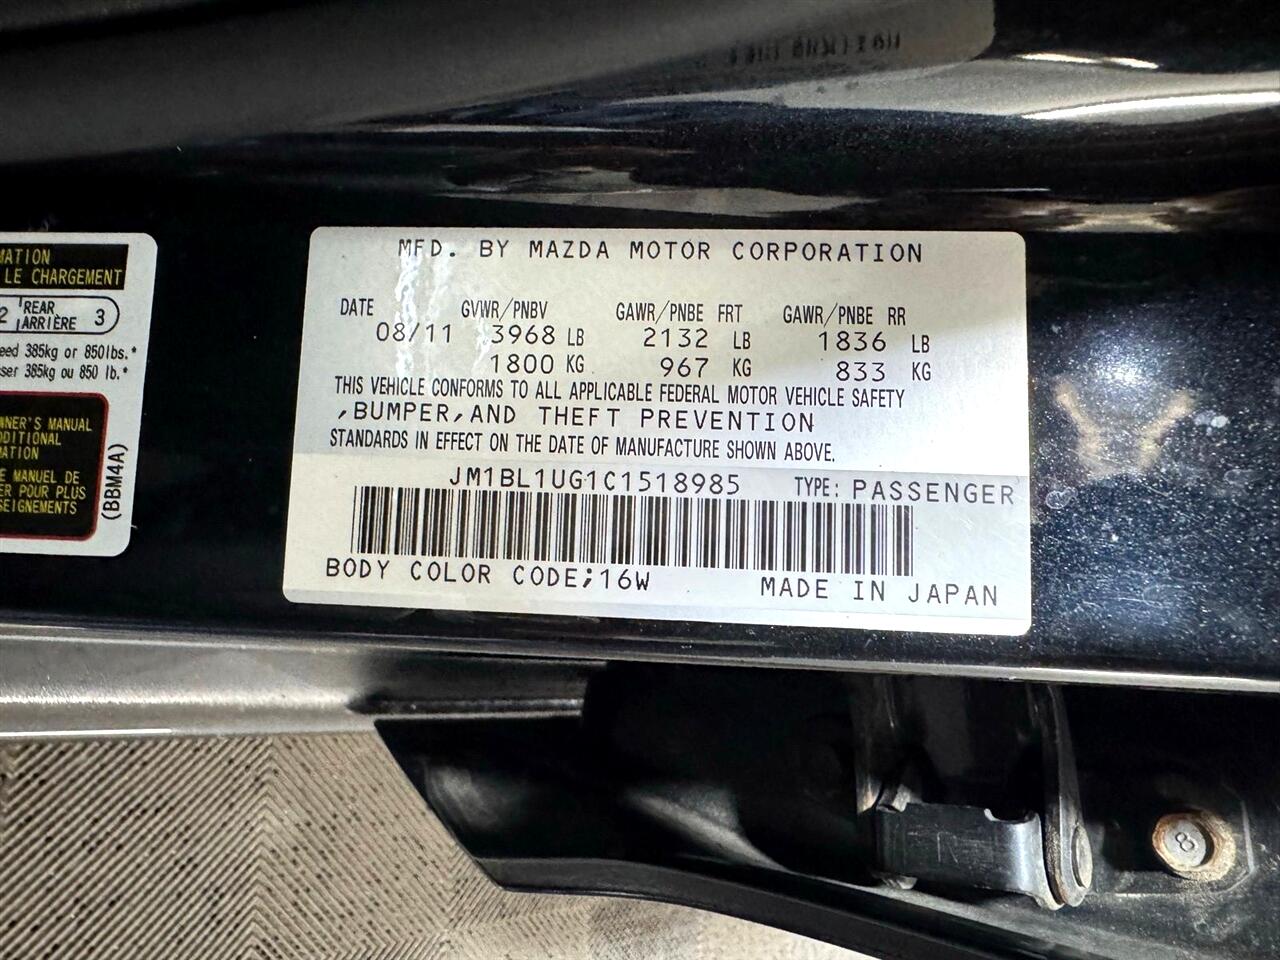 MATION
LE CHARGEMENT
2 REAR ARRIÈRE 3
eed 385kg or 850lbs.*
ser 385kg ou 850 lb.*
WNER'S MANUAL
DDITIONAL
MATION
E MANUEL DE
ER POUR PLUS
SEIGNEMENTS
(BBM4A)
MFD. BY MAZDA MOTOR CORPORATION
DATE GVWR/PNBV GAWR/PNBE FRT GAWR/PNBE RR
08/11 3968 LB 2132 LB 1836 LB
1800 KG 967 KG 833 KG
THIS VEHICLE CONFORMS TO ALL APPLICABLE FEDERAL MOTOR VEHICLE SAFETY
,BUMPER,AND THEFT PREVENTION
STANDARDS IN EFFECT ON THE DATE OF MANUFACTURE SHOWN ABOVE.
JM1BL1UG1C1518985 TYPE: PASSENGER
BODY COLOR CODE;16W MADE IN JAPAN
8